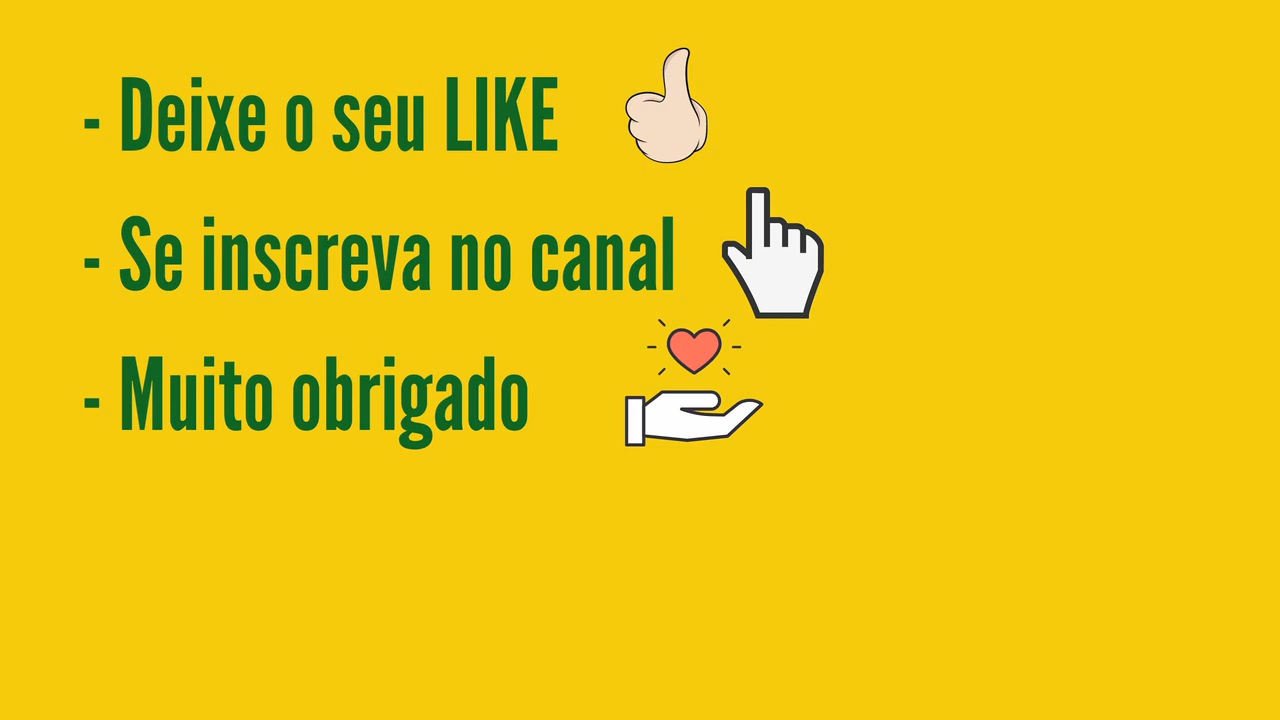 - Deixe o seu LIKE
- Se inscreva no canal
- Muito obrigado